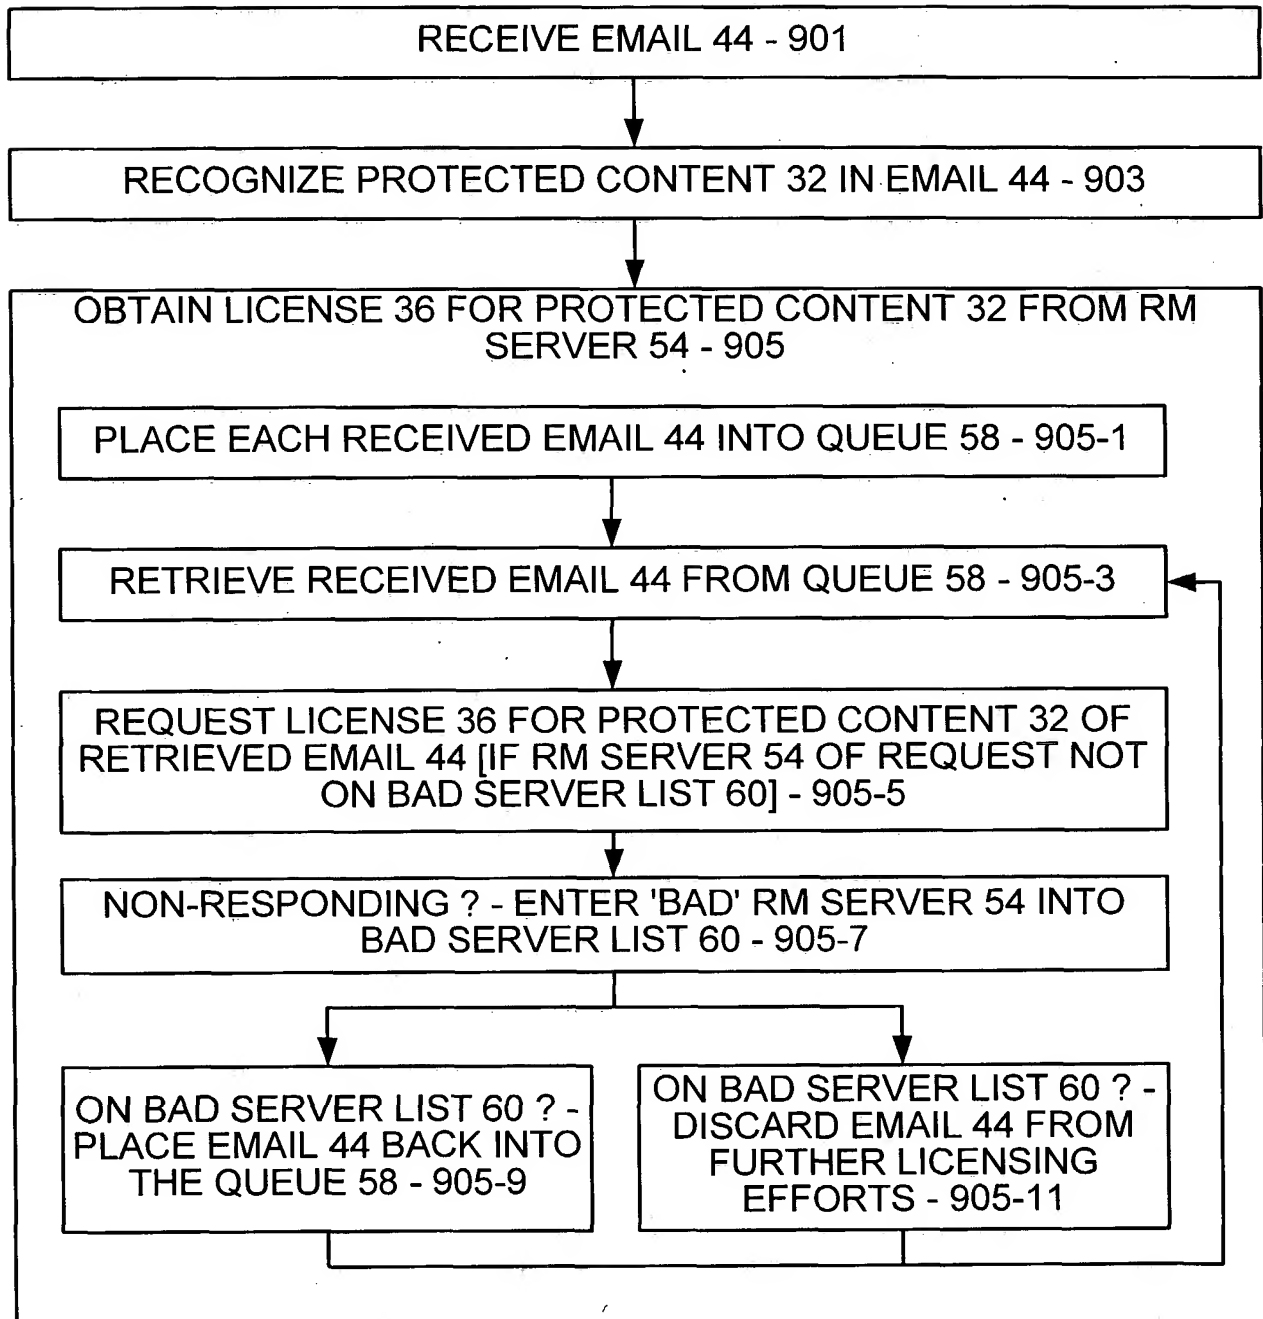 RECEIVE EMAIL 44 - 901
RECOGNIZE PROTECTED CONTENT 32 IN EMAIL 44 - 903
OBTAIN LICENSE 36 FOR PROTECTED CONTENT 32 FROM RM
SERVER 54 - 905
PLACE EACH RECEIVED EMAIL 44 INTO QUEUE 58 - 905-1
RETRIEVE RECEIVED EMAIL 44 FROM QUEUE 58 - 905-3
REQUEST LICENSE 36 FOR PROTECTED CONTENT 32 OF
RETRIEVED EMAIL 44 [IF RM SERVER 54 OF REQUEST NOT
ON BAD SERVER LIST 60] - 905-5
NON-RESPONDING ? - ENTER 'BAD' RM SERVER 54 INTO
BAD SERVER LIST 60 - 905-7
ON BAD SERVER LIST 60 ? -
PLACE EMAIL 44 BACK INTO
THE QUEUE 58 - 905-9
ON BAD SERVER LIST 60 ? -
DISCARD EMAIL 44 FROM
FURTHER LICENSING
EFFORTS - 905-11